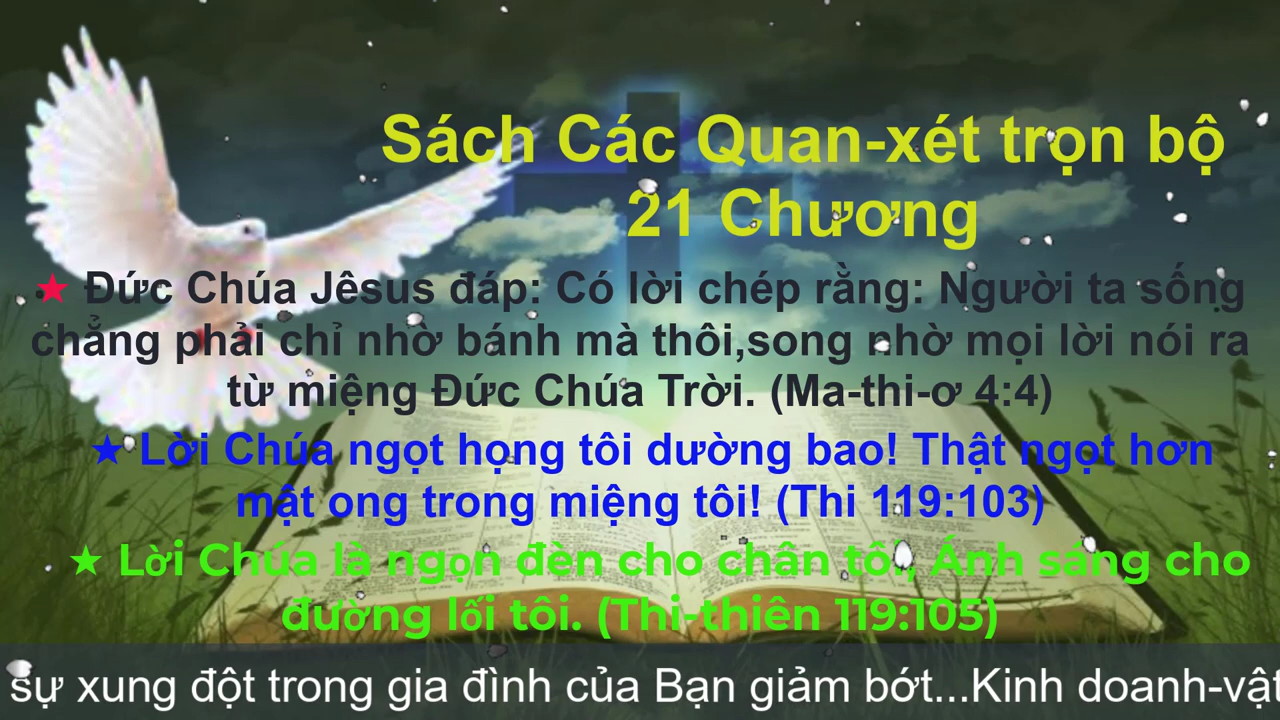 Sách Các Quan-xét trọn bộ
21 Chương
★ Đức Chúa Jêsus đáp: Có lời chép rằng: Người ta sống
chẳng phải chỉ nhờ bánh mà thôi,song nhờ mọi lời nói ra
từ miệng Đức Chúa Trời. (Ma-thi-ơ 4:4)
★ Lời Chúa ngọt họng tôi dường bao! Thật ngọt hơn
mật ong trong miệng tôi! (Thi 119:103)
★ Lời Chúa là ngọn đèn cho chân tôi, Ánh sáng cho
đường lối tôi. (Thi-thiên 119:105)
sự xung đột trong gia đình của Bạn giảm bớt...Kinh doanh-vật